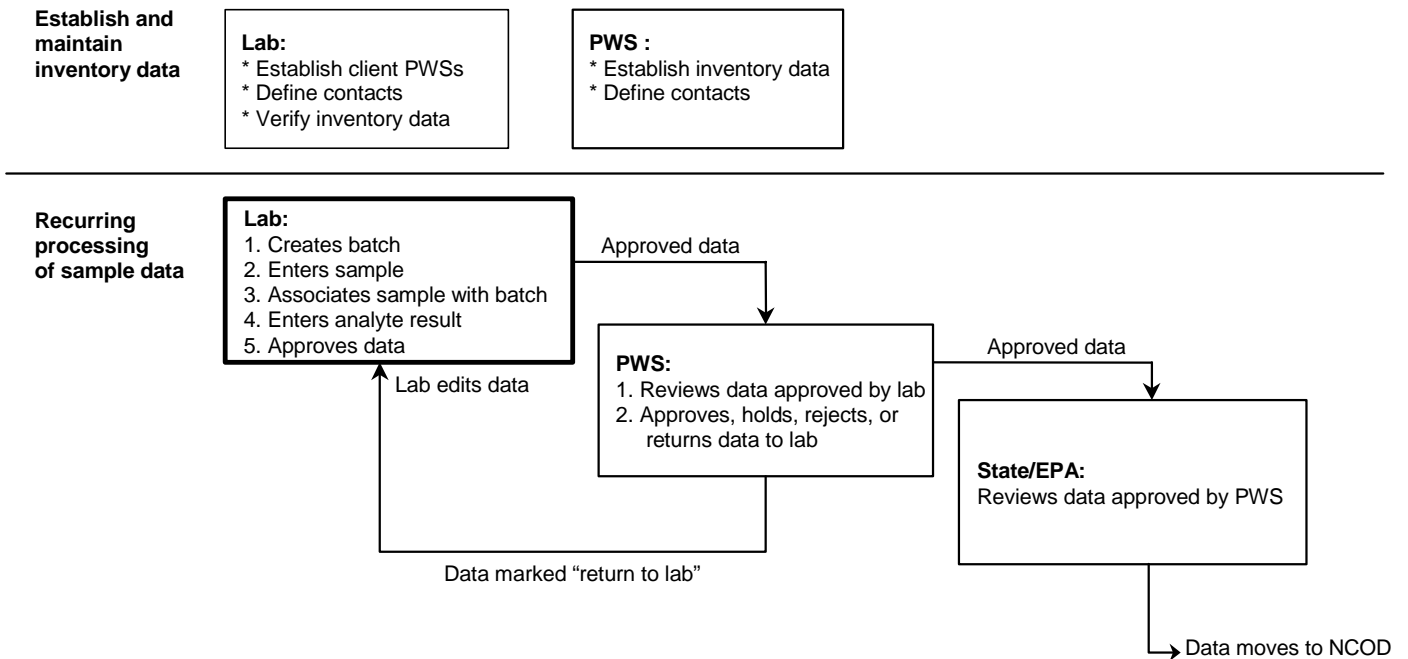 Establish and
maintain
inventory data
Lab:
* Establish client PWSs
* Define contacts
* Verify inventory data
PWS :
* Establish inventory data
* Define contacts
Recurring
processing
of sample data
Lab:
1. Creates batch
2. Enters sample
3. Associates sample with batch
4. Enters analyte result
5. Approves data
Approved data
Lab edits data
PWS:
1. Reviews data approved by lab
2. Approves, holds, rejects, or
returns data to lab
Approved data
State/EPA:
Reviews data approved by PWS
Data marked “return to lab”
Data moves to NCOD